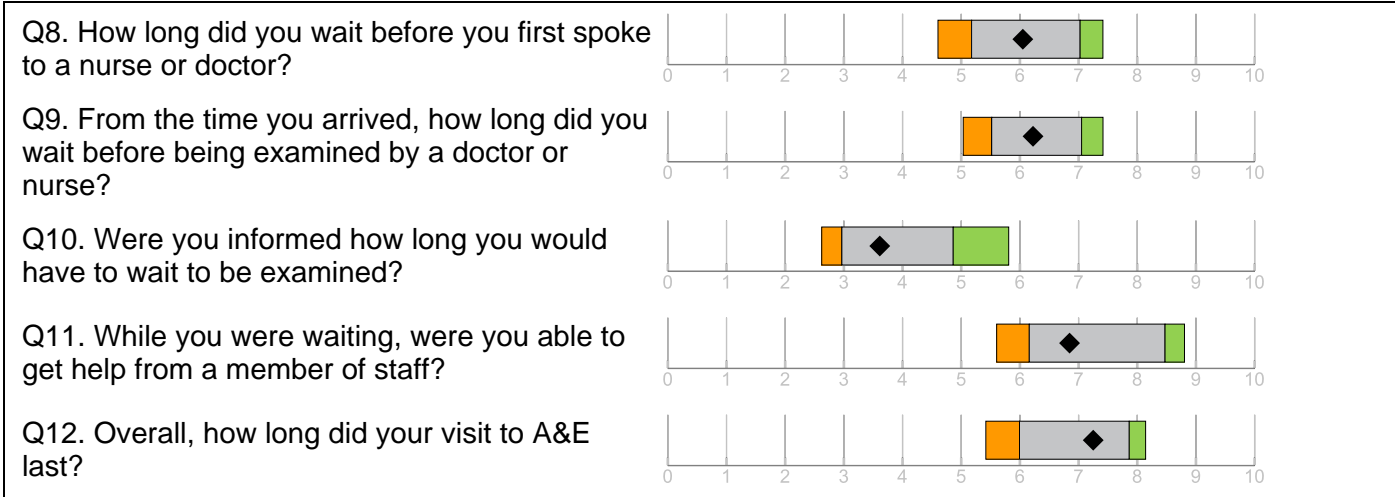 Q8. How long did you wait before you first spoke
to a nurse or doctor?
0 1 2 3 4 5 6 7 8 9 10
Q9. From the time you arrived, how long did you
wait before being examined by a doctor or
nurse?
0 1 2 3 4 5 6 7 8 9 10
Q10. Were you informed how long you would
have to wait to be examined?
0 1 2 3 4 5 6 7 8 9 10
Q11. While you were waiting, were you able to
get help from a member of staff?
0 1 2 3 4 5 6 7 8 9 10
Q12. Overall, how long did your visit to A&E
last?
0 1 2 3 4 5 6 7 8 9 10